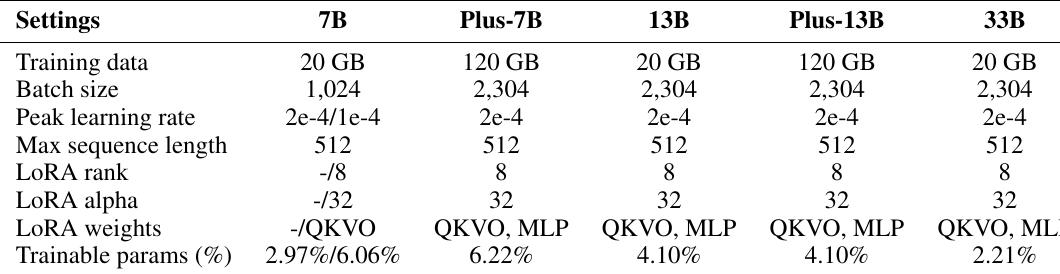 Settings 7B Plus-7B 13B Plus-13B 33B
Training data 20 GB 120 GB 20 GB 120 GB 20 GB
Batch size 1,024 2,304 2,304 2,304 2,304
Peak learning rate 2e-4/1e-4 2e-4 2e-4 2e-4 2e-4
Max sequence length 512 512 512 512 512
LoRA rank -/8 8 8 8 8
LoRA alpha -/32 32 32 32 32
LoRA weights -/QKVO QKVO, MLP QKVO, MLP QKVO, MLP QKVO, ML
Trainable params (%) 2.97%/6.06% 6.22% 4.10% 4.10% 2.21%